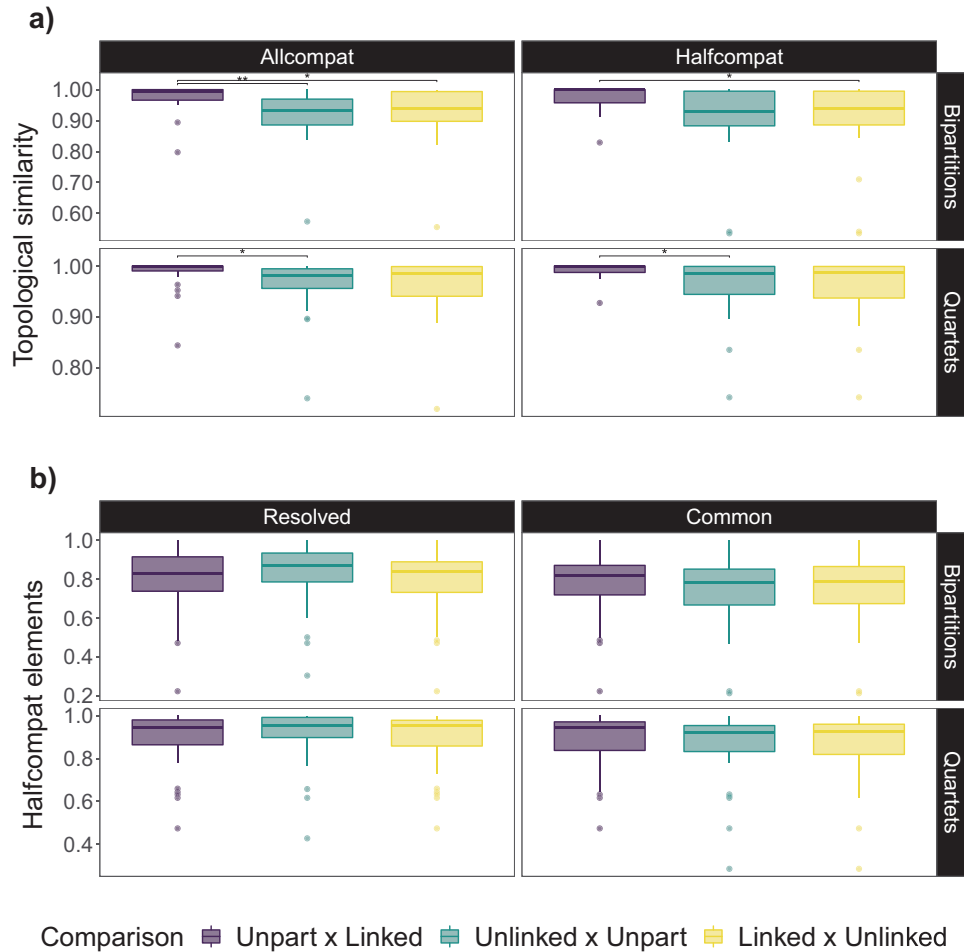 a)
Allcompat
Halfcompat
** * *
1.00
0.90
0.80
0.70
0.60
Bipartitions
* *
1.00
0.90
0.80
Quartets
Topological similarity
b)
Resolved
Common
1.0
0.8
0.6
0.4
0.2
Bipartitions
1.0
0.8
0.6
0.4
Quartets
Halfcompat elements
Comparison Unpart x Linked Unlinked x Unpart Linked x Unlinked